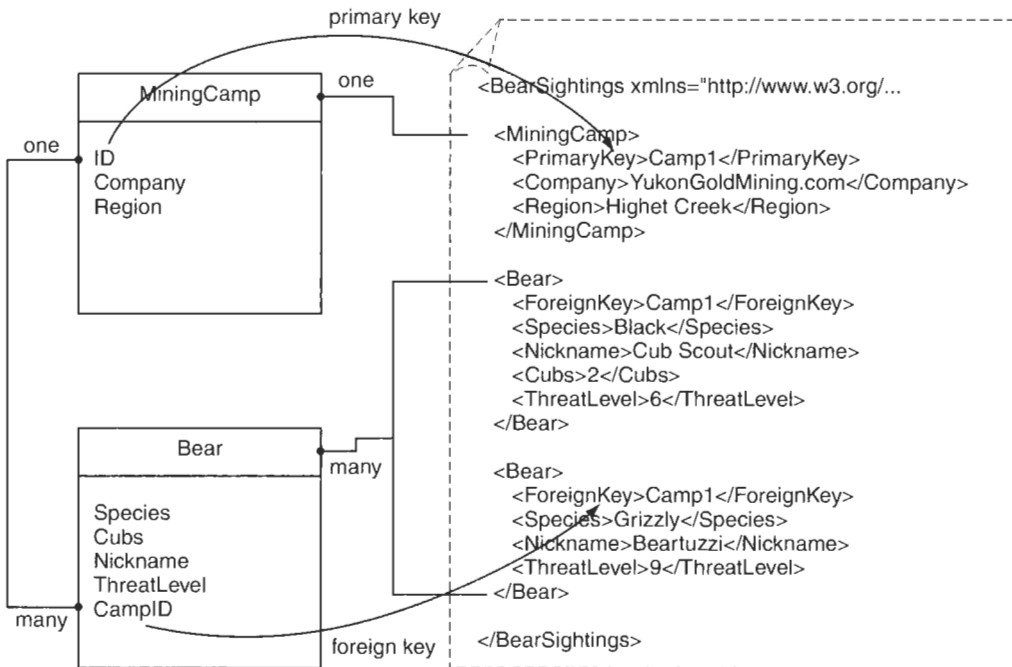 primary key
MiningCamp
one
one
ID
Company
Region
Bear
many
Species
Cubs
Nickname
ThreatLevel
CampID
many
foreign key
<BearSightings xmlns="http://www.w3.org/...
<MiningCamp>
<PrimaryKey>Camp1</PrimaryKey>
<Company>YukonGoldMining.com</Company>
<Region>Highet Creek</Region>
</MiningCamp>
<Bear>
<ForeignKey>Camp1</ForeignKey>
<Species>Black</Species>
<Nickname>Cub Scout</Nickname>
<Cubs>2</Cubs>
<ThreatLevel>6</ThreatLevel>
</Bear>
<Bear>
<ForeignKey>Camp1</ForeignKey>
<Species>Grizzly</Species>
<Nickname>Beartuzzi</Nickname>
<ThreatLevel>9</ThreatLevel>
</Bear>
</BearSightings>